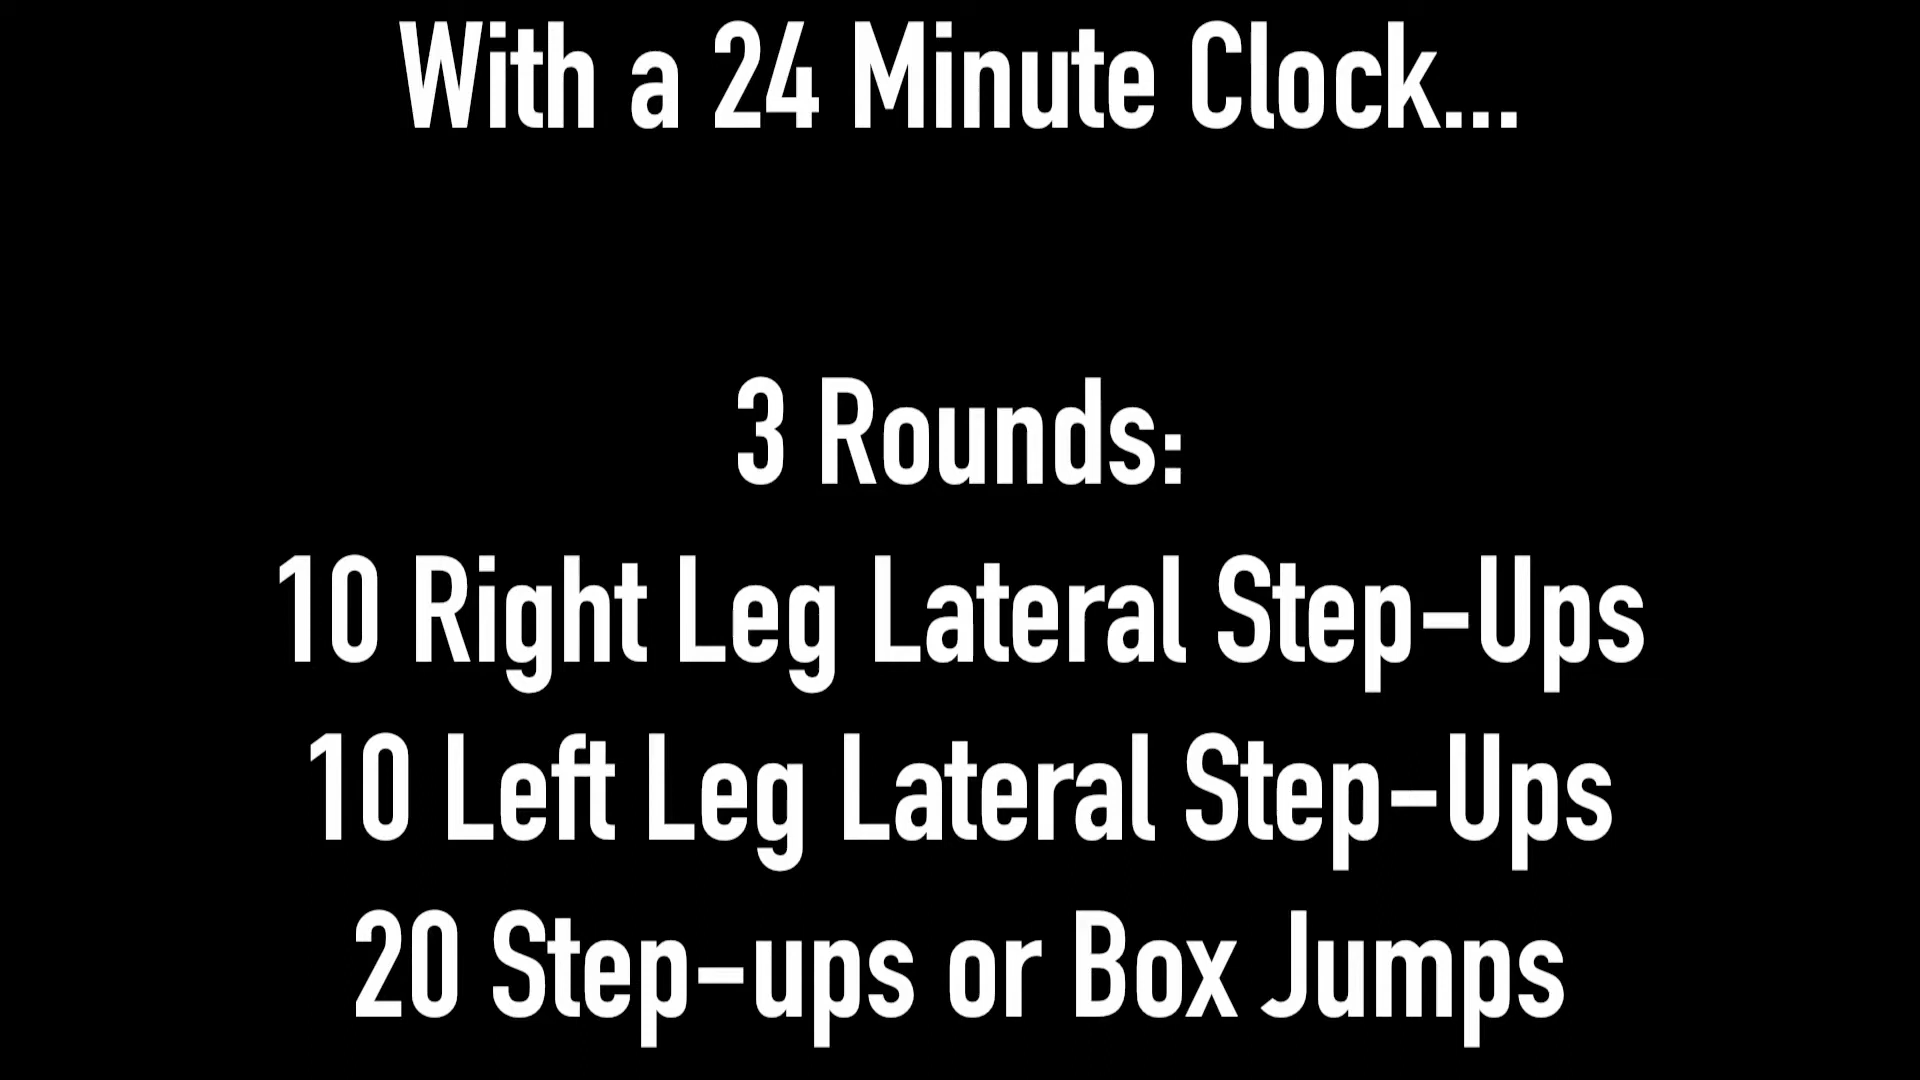 With a 24 Minute Clock...
3 Rounds:
10 Right Leg Lateral Step-Ups
10 Left Leg Lateral Step-Ups
20 Step-ups or Box Jumps